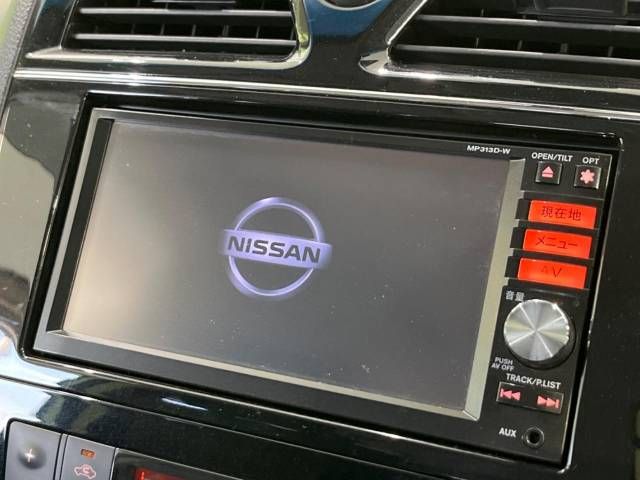 MP313D-W
OPEN/TILT OPT
NISSAN
現在地
メニュー
AV
音量
PUSH
AV OFF
TRACK/P.LIST
AUX